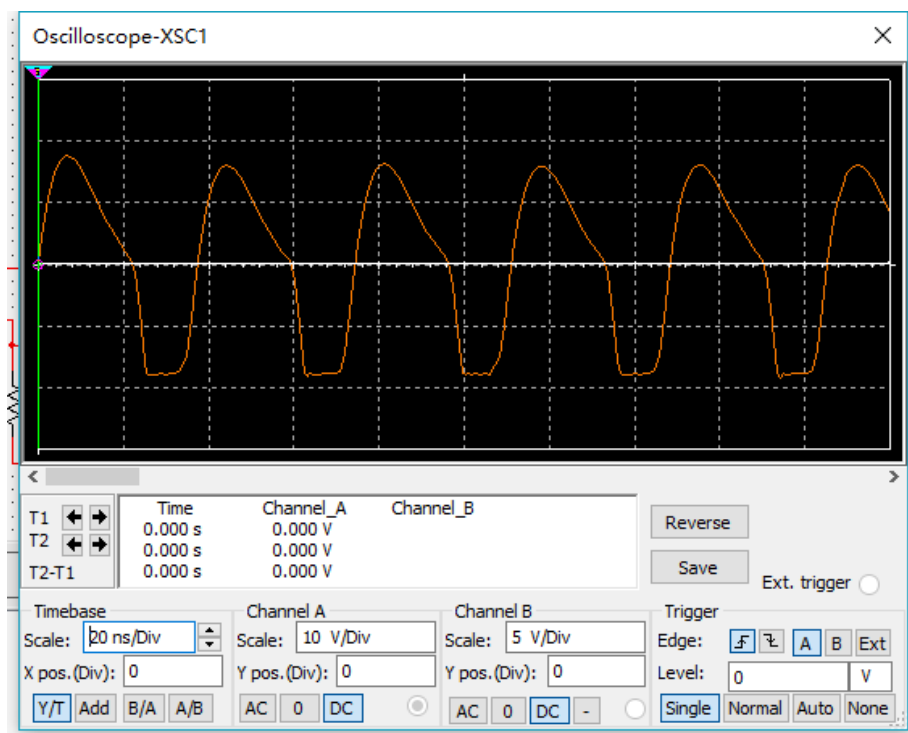 Oscilloscope-XSC1
T1
T2
T2-T1
Time Channel_A Channel_B
0.000 s 0.000 V
0.000 s 0.000 V
0.000 s 0.000 V
Reverse
Save
Ext. trigger
Timebase
Scale: 20 ns/Div
X pos.(Div): 0
Y/T Add B/A A/B
Channel A
Scale: 10 V/Div
Y pos.(Div): 0
AC 0 DC
Channel B
Scale: 5 V/Div
Y pos.(Div): 0
AC 0 DC -
Trigger
Edge: A B Ext
Level: 0 V
Single Normal Auto None